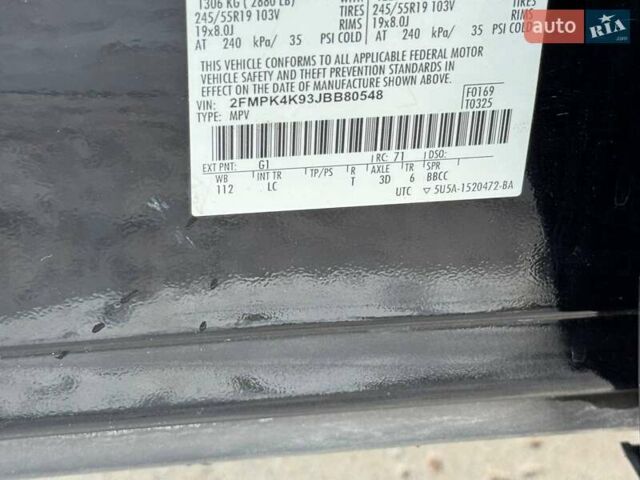 1306 KG ( 2880 LB) WITH
245/55R19 103V TIRES
19x8.0J RIMS
AT 240 kPa/ 35 PSI COLD
245/55R19 103V TIRES
19x8.0J RIMS
AT 240 kPa/ 35 PSI COLD
THIS VEHICLE CONFORMS TO ALL APPLICABLE FEDERAL MOTOR
VEHICLE SAFETY AND THEFT PREVENTION STANDARDS IN
EFFECT ON THE DATE OF MANUFACTURE SHOWN ABOVE.
VIN: 2FMPK4K93JBB80548
TYPE: MPV
F0169
T0325
EXT PNT: G1 RC: 71 DSO:
WB INT TR TP/PS R AXLE TR SPR
112 LC T 3D 6 BBCC
UTC ▽ 5U5A-1520472-BA
auto RIA